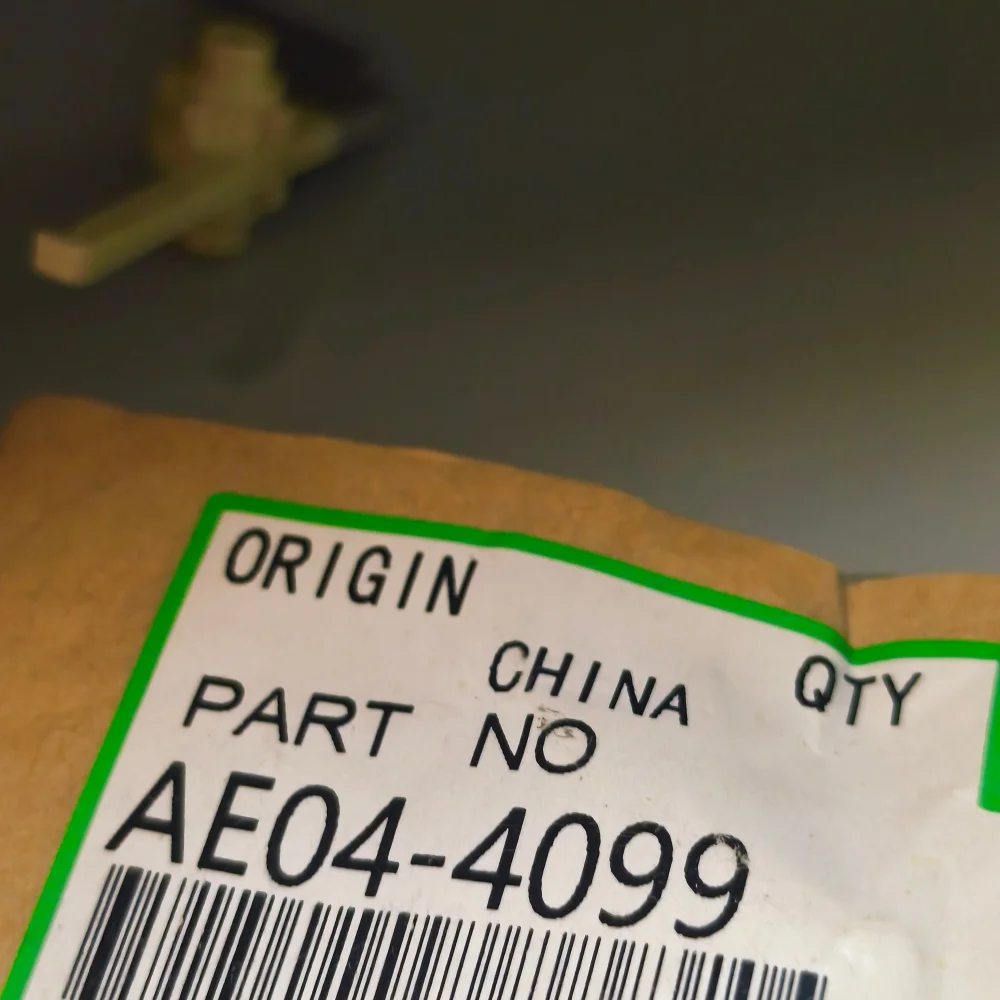 ORIGIN
CHINA QTY
PART NO
AE04-4099